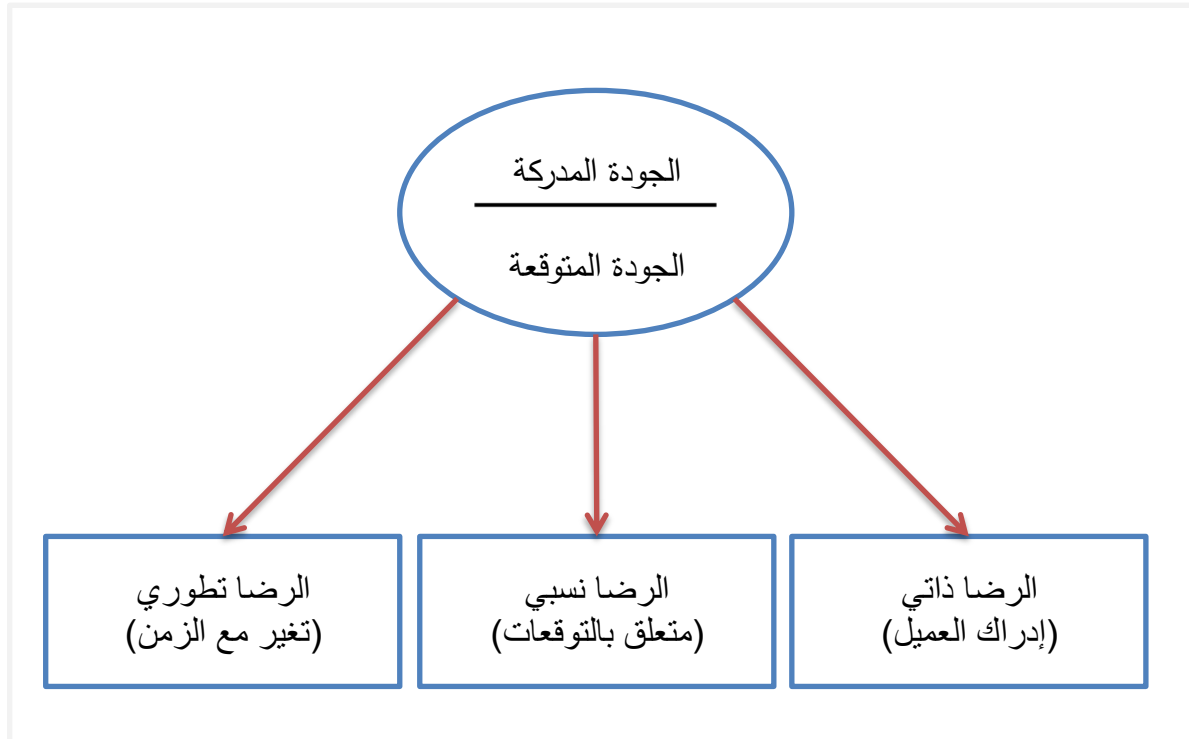 الجودة المدركة
الجودة المتوقعة
الرضا ذاتي
(إدراك العميل)
الرضا نسبي
(متعلق بالتوقعات)
الرضا تطوري
(تغير مع الزمن)